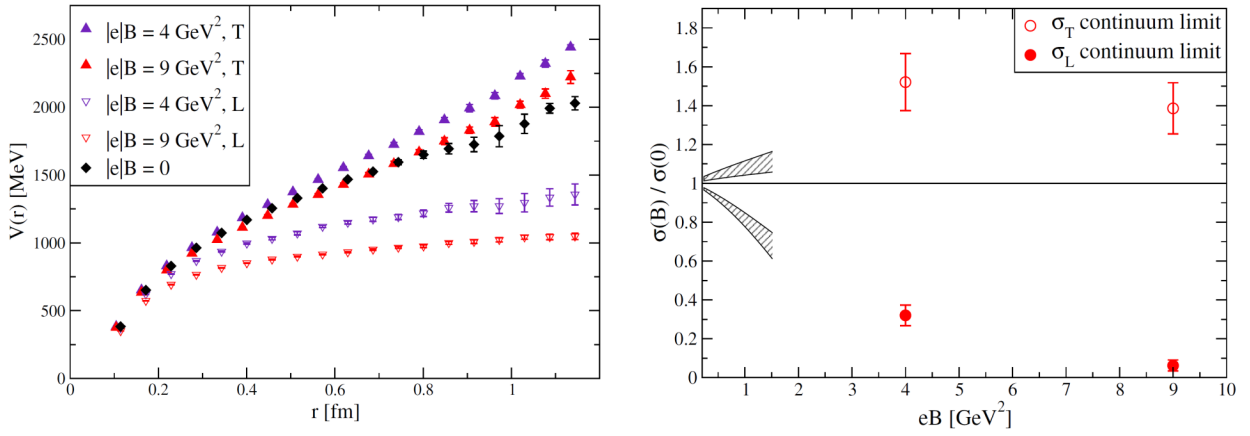 |e|B = 4 GeV², T
|e|B = 9 GeV², T
|e|B = 4 GeV², L
|e|B = 9 GeV², L
|e|B = 0
V(r) [MeV]
2500
2000
1500
1000
500
0
0 0.2 0.4 0.6 0.8 1
r [fm]
σ_T continuum limit
σ_L continuum limit
σ(B) / σ(0)
1.8
1.6
1.4
1.2
1
0.8
0.6
0.4
0.2
0
1 2 3 4 5 6 7 8 9 10
eB [GeV²]